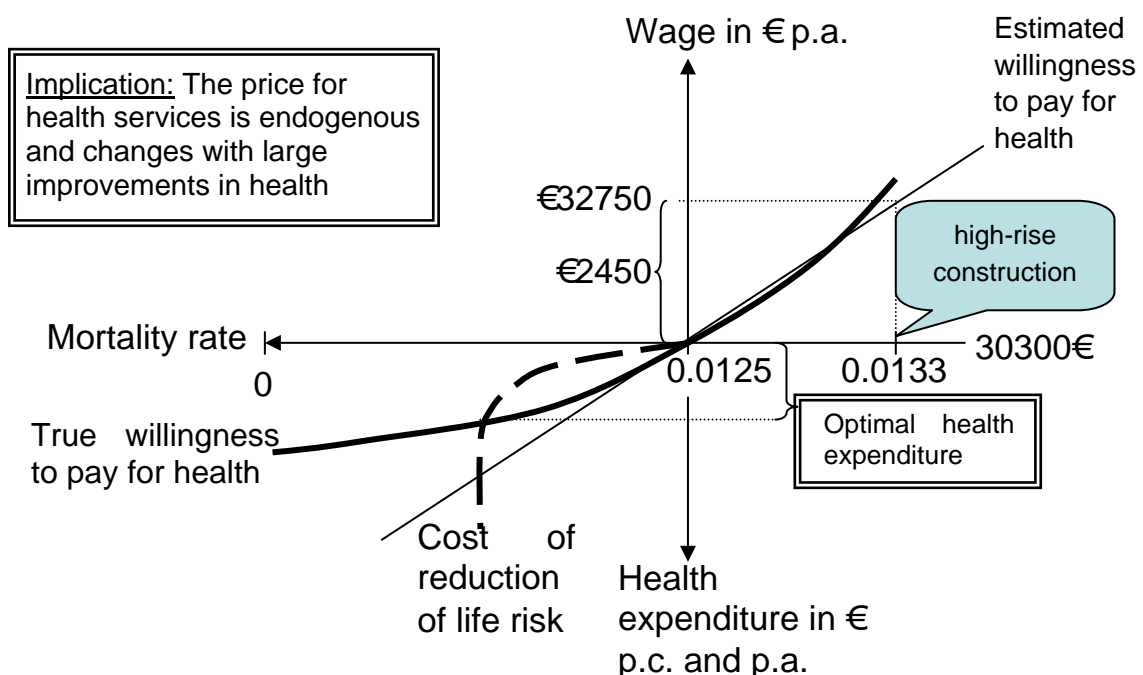 Wage in € p.a.
Estimated
willingness
to pay for
health
Implication: The price for
health services is endogenous
and changes with large
improvements in health
€32750
€2450
high-rise
construction
Mortality rate
0
0.0125
0.0133
30300€
True willingness
to pay for health
Optimal health
expenditure
Cost of
reduction
of life risk
Health
expenditure in €
p.c. and p.a.